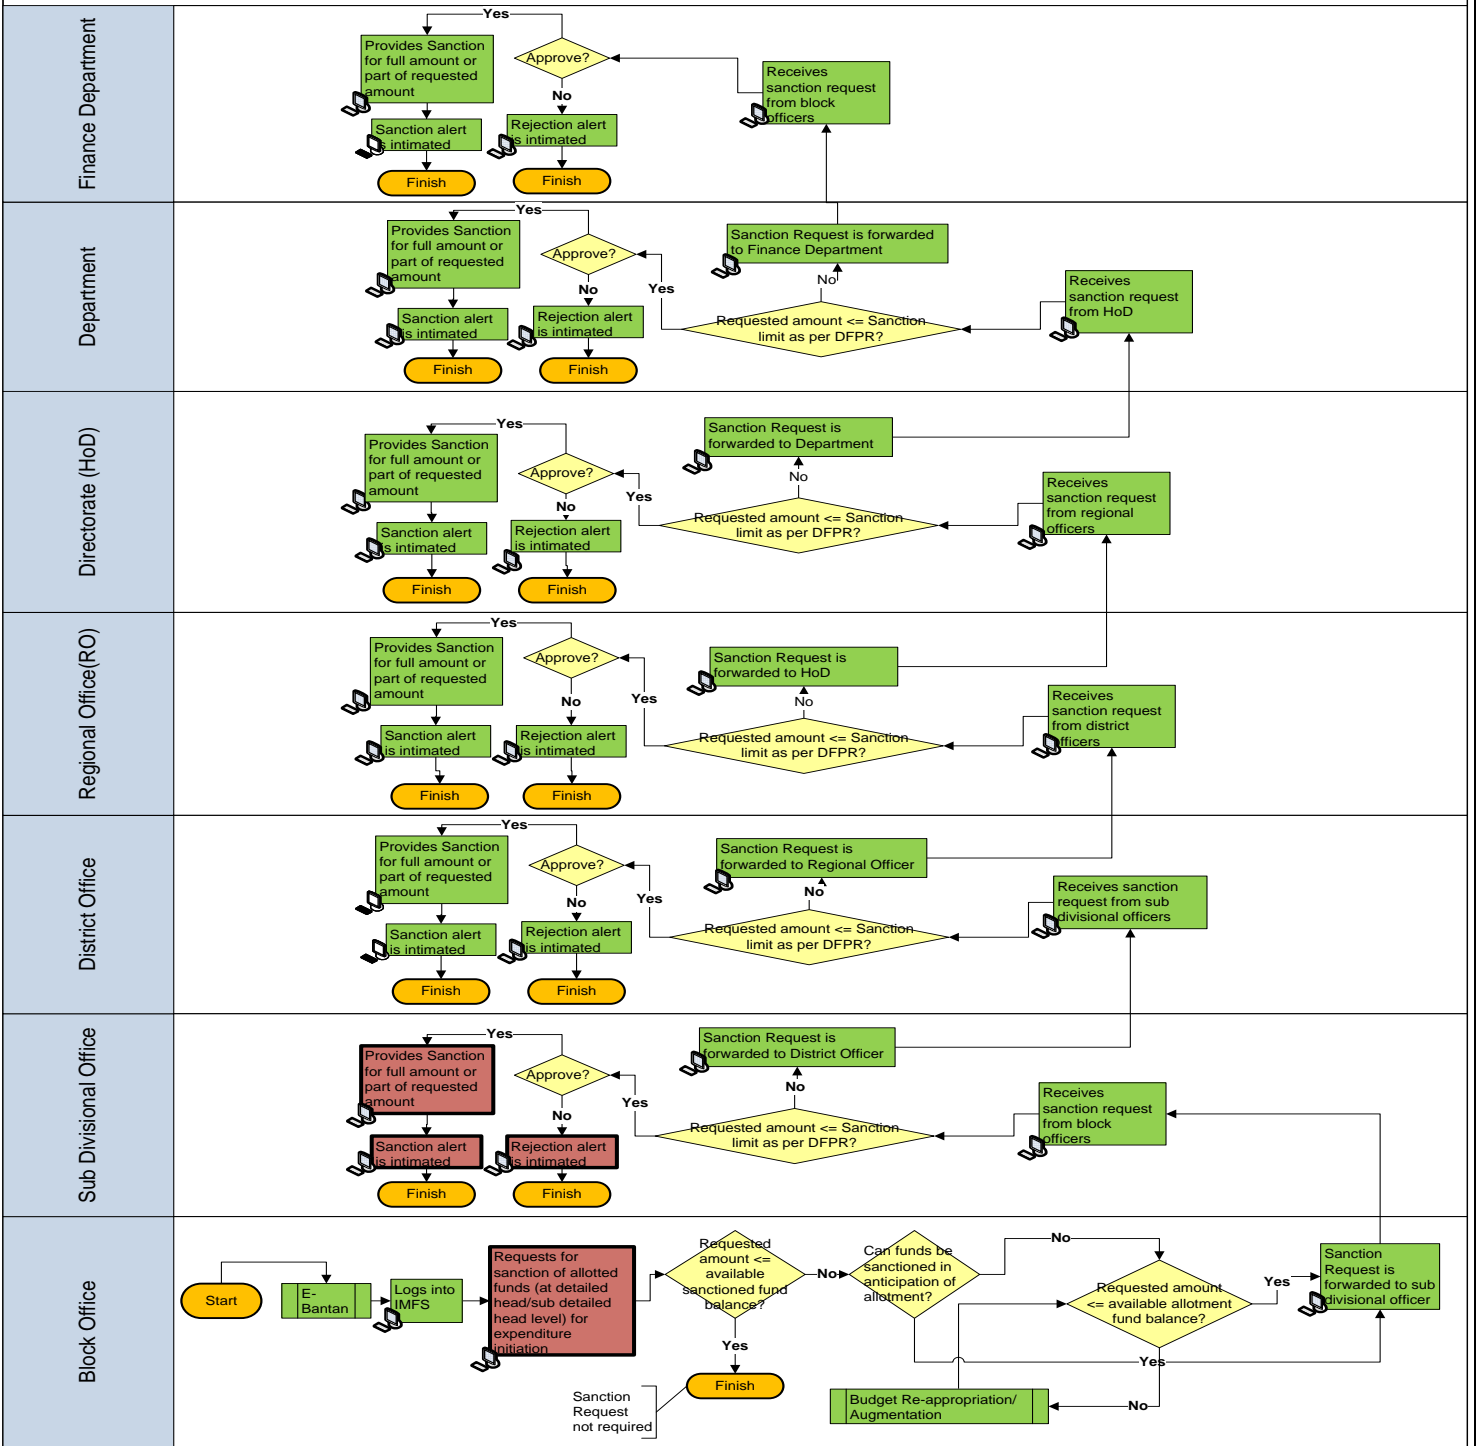 Finance Department
Yes
Provides Sanction
for full amount or
part of requested
amount
Approve?
No
Receives
sanction request
from block
officers
Sanction alert
is intimated
Rejection alert
is intimated
Finish
Finish
Department
Yes
Provides Sanction
for full amount or
part of requested
amount
Approve?
No
Yes
Sanction Request is forwarded
to Finance Department
No
Requested amount <= Sanction
limit as per DFPR?
Receives
sanction request
from HoD
Sanction alert
is intimated
Rejection alert
is intimated
Finish
Finish
Directorate (HoD)
Yes
Provides Sanction
for full amount or
part of requested
amount
Approve?
No
Yes
Sanction Request is
forwarded to Department
No
Requested amount <= Sanction
limit as per DFPR?
Receives
sanction request
from regional
officers
Sanction alert
is intimated
Rejection alert
is intimated
Finish
Finish
Regional Office(RO)
Yes
Provides Sanction
for full amount or
part of requested
amount
Approve?
No
Yes
Sanction Request is
forwarded to HoD
No
Requested amount <= Sanction
limit as per DFPR?
Receives
sanction request
from district
officers
Sanction alert
is intimated
Rejection alert
is intimated
Finish
Finish
District Office
Yes
Provides Sanction
for full amount or
part of requested
amount
Approve?
No
Yes
Sanction Request is
forwarded to Regional Officer
No
Requested amount <= Sanction
limit as per DFPR?
Receives sanction
request from sub
divisional officers
Sanction alert
is intimated
Rejection alert
is intimated
Finish
Finish
Sub Divisional Office
Yes
Provides Sanction
for full amount or
part of requested
amount
Approve?
No
Yes
Sanction Request is
forwarded to District Officer
No
Requested amount <= Sanction
limit as per DFPR?
Receives
sanction request
from block
officers
Sanction alert
is intimated
Rejection alert
is intimated
Finish
Finish
Block Office
Start
E-
Bantan
Logs into
IMFS
Requests for
sanction of allotted
funds (at detailed
head/sub detailed
head level) for
expenditure
initiation
Requested
amount <=
available
sanctioned fund
balance?
No
Yes
Finish
Sanction
Request
not required
Can funds be
sanctioned in
anticipation of
allotment?
No
Yes
Requested amount
<= available allotment
fund balance?
Yes
No
Budget Re-appropriation/
Augmentation
Sanction
Request is
forwarded to sub
divisional officer